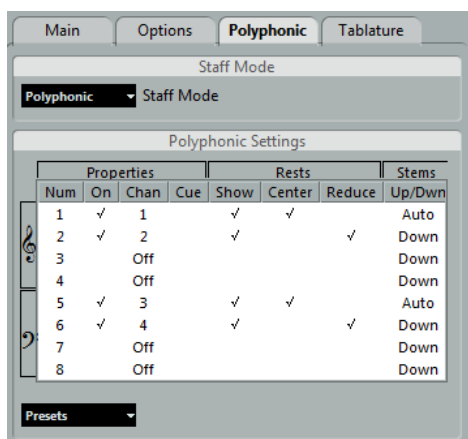 Main Options Polyphonic Tablature
Staff Mode
Polyphonic Staff Mode
Polyphonic Settings
Properties Rests Stems
Num On Chan Cue Show Center Reduce Up/Dwn
1 √ 1 √ √ Auto
2 √ 2 √ √ Down
3 Off Down
4 Off Down
5 √ 3 √ √ Auto
6 √ 4 √ √ Down
7 Off Down
8 Off Down
Presets